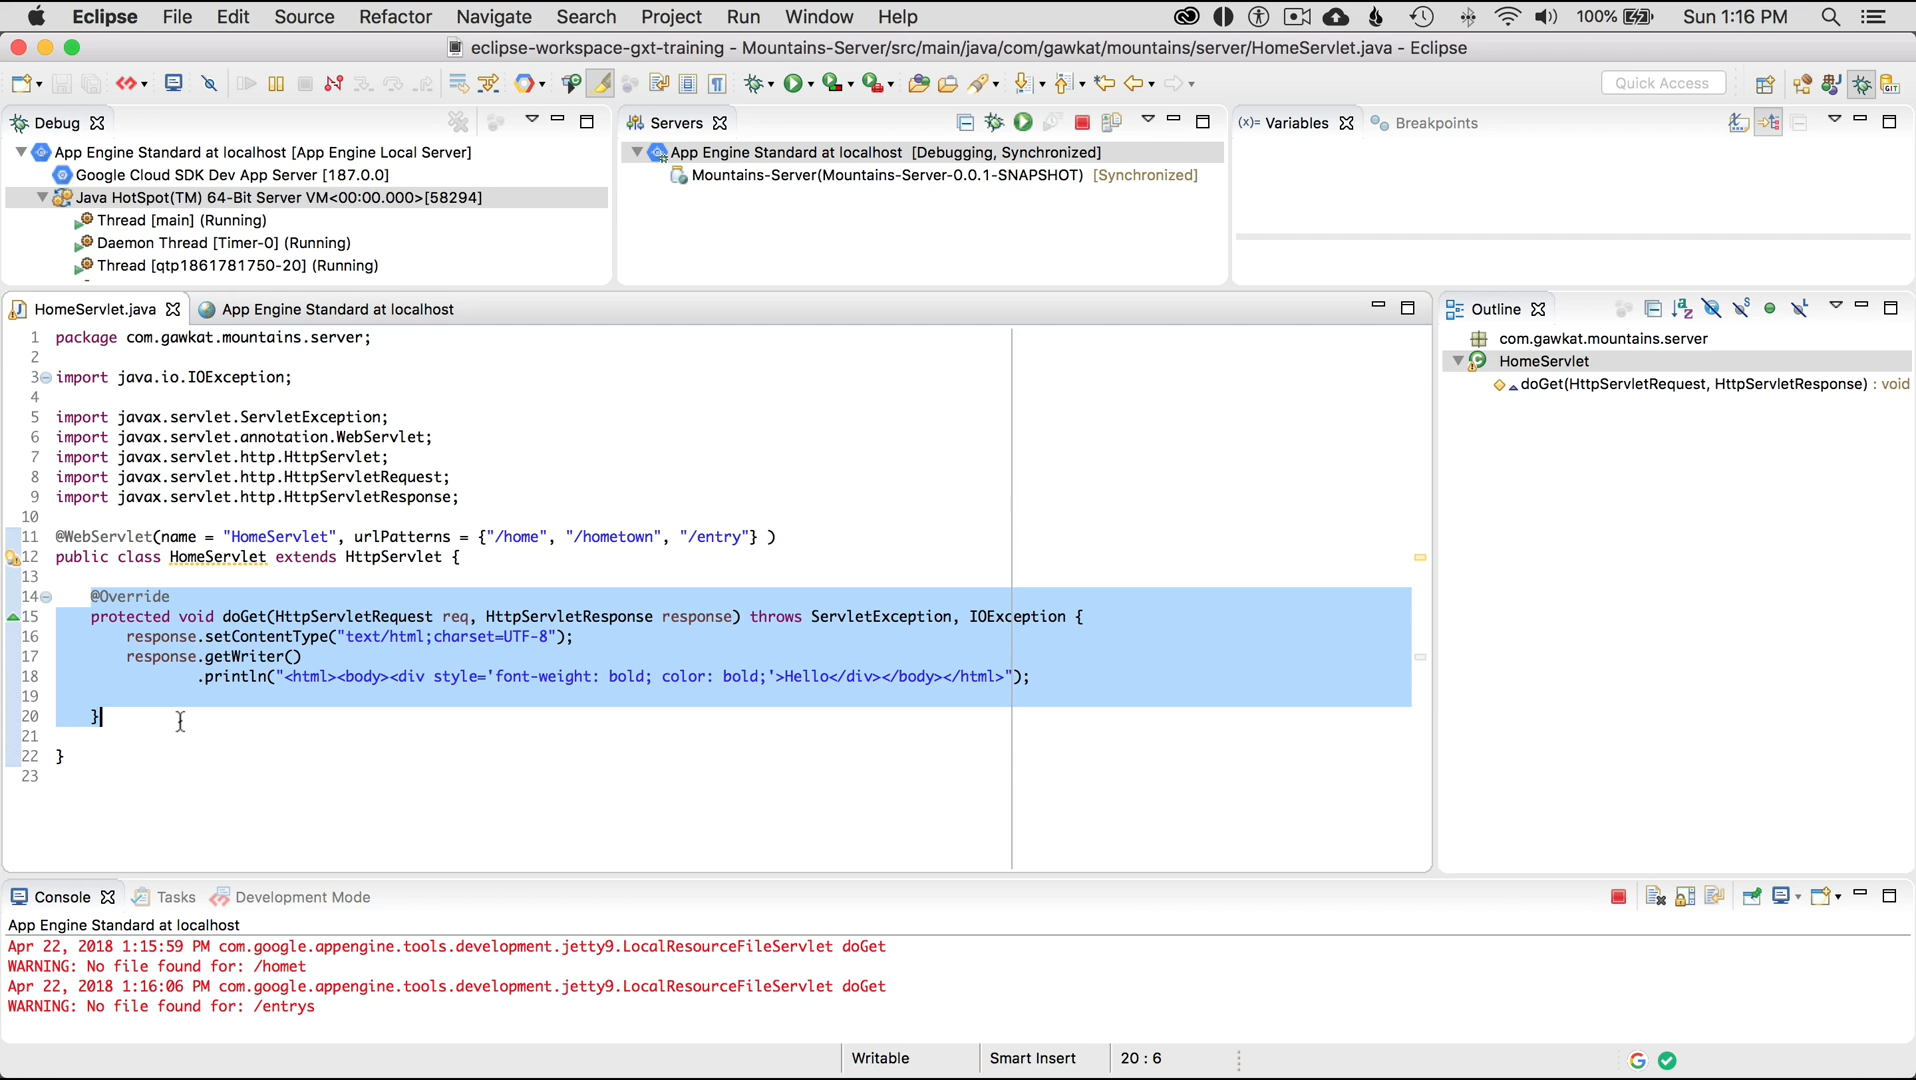 Eclipse File Edit Source Refactor Navigate Search Project Run Window Help 100% Sun 1:16 PM
eclipse-workspace-gxt-training - Mountains-Server/src/main/java/com/gawkat/mountains/server/HomeServlet.java - Eclipse
Quick Access
Debug
App Engine Standard at localhost [App Engine Local Server]
Google Cloud SDK Dev App Server [187.0.0]
Java HotSpot(TM) 64-Bit Server VM<00:00.000>[58294]
Thread [main] (Running)
Daemon Thread [Timer-0] (Running)
Thread [qtp1861781750-20] (Running)
Servers
App Engine Standard at localhost [Debugging, Synchronized]
Mountains-Server(Mountains-Server-0.0.1-SNAPSHOT) [Synchronized]
(x)= Variables Breakpoints
HomeServlet.java App Engine Standard at localhost
1 package com.gawkat.mountains.server;
2
3 import java.io.IOException;
4
5 import javax.servlet.ServletException;
6 import javax.servlet.annotation.WebServlet;
7 import javax.servlet.http.HttpServlet;
8 import javax.servlet.http.HttpServletRequest;
9 import javax.servlet.http.HttpServletResponse;
10
11 @WebServlet(name = "HomeServlet", urlPatterns = {"/home", "/hometown", "/entry"} )
12 public class HomeServlet extends HttpServlet {
13
14 @Override
15 protected void doGet(HttpServletRequest req, HttpServletResponse response) throws ServletException, IOException {
16 response.setContentType("text/html;charset=UTF-8");
17 response.getWriter()
18 .println("<html><body><div style='font-weight: bold; color: bold;'>Hello</div></body></html>");
19
20 }
21
22 }
23
Outline
com.gawkat.mountains.server
HomeServlet
doGet(HttpServletRequest, HttpServletResponse) : void
Console Tasks Development Mode
App Engine Standard at localhost
Apr 22, 2018 1:15:59 PM com.google.appengine.tools.development.jetty9.LocalResourceFileServlet doGet
WARNING: No file found for: /homet
Apr 22, 2018 1:16:06 PM com.google.appengine.tools.development.jetty9.LocalResourceFileServlet doGet
WARNING: No file found for: /entrys
Writable Smart Insert 20 : 6